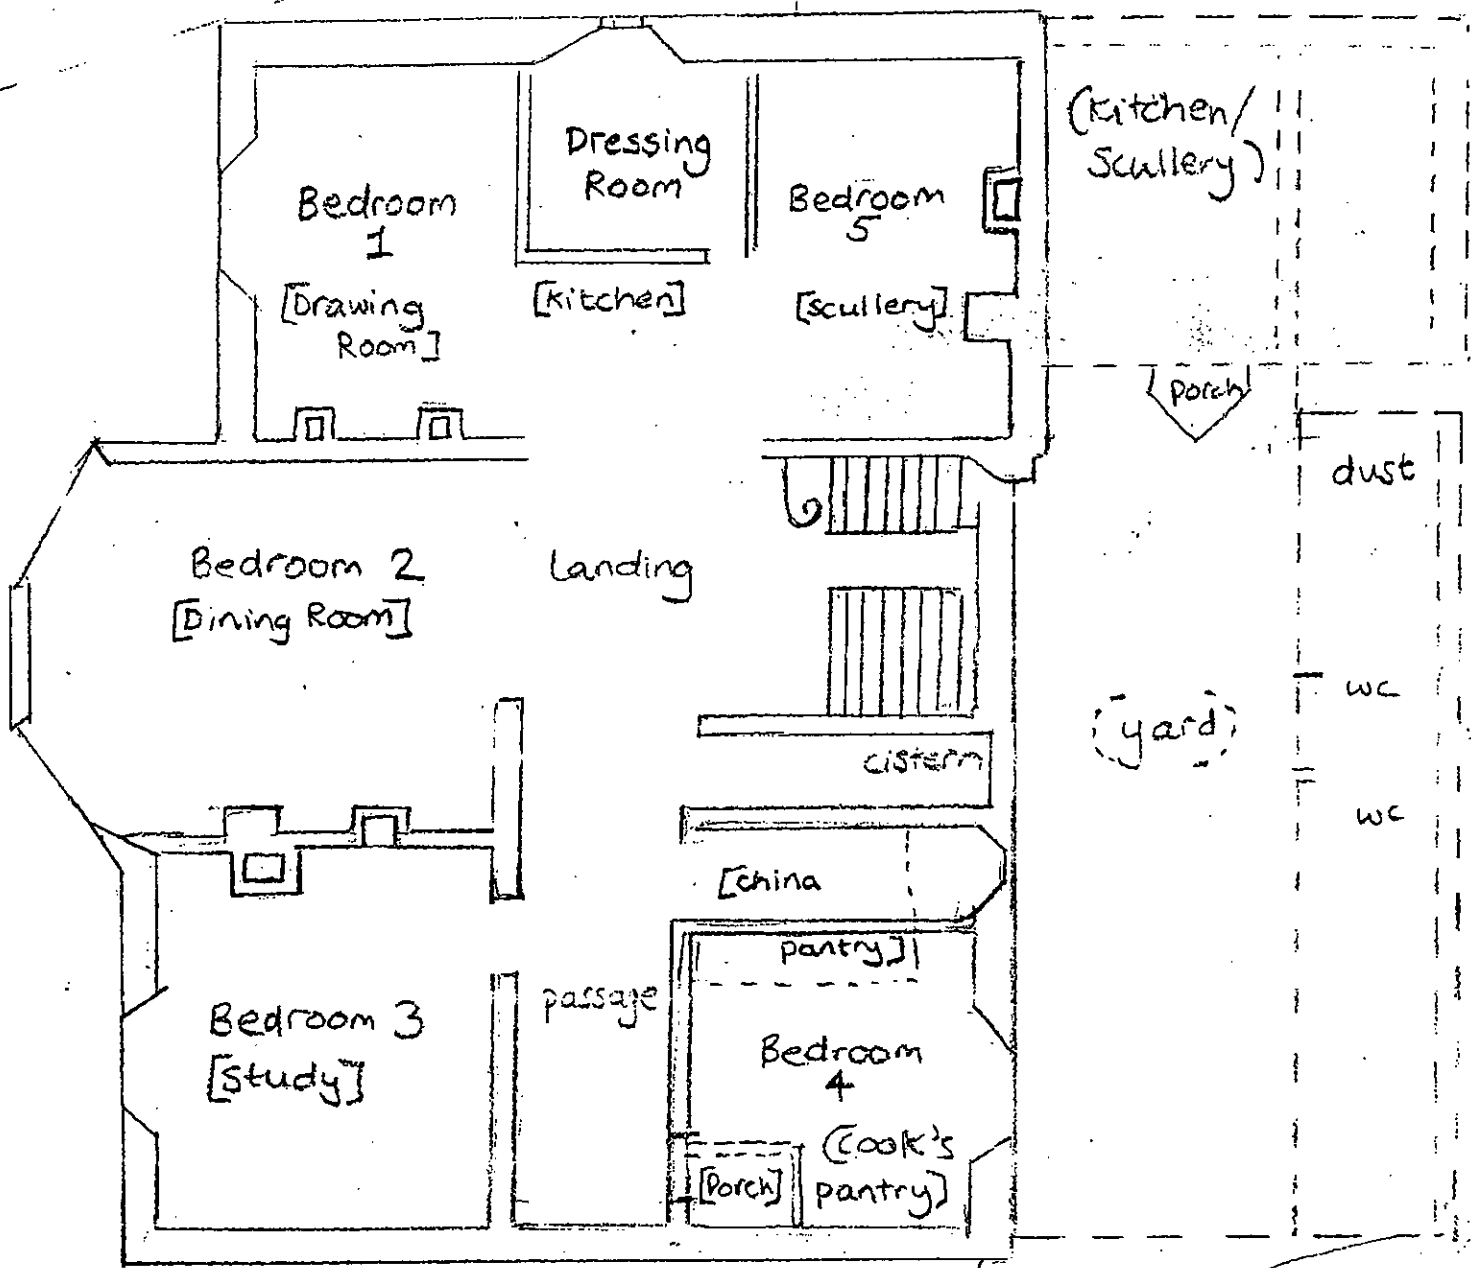 Dressing
Room
Bedroom
1
[Drawing
Room]
[Kitchen]
Bedroom
5
[scullery]
(Kitchen/
Scullery)
Porch
dust
Bedroom 2
[Dining Room]
Landing
wc
(yard)
cistern
wc
[China
pantry]
passage
Bedroom 3
[Study]
Bedroom
4
(Cook's
pantry]
[Porch]